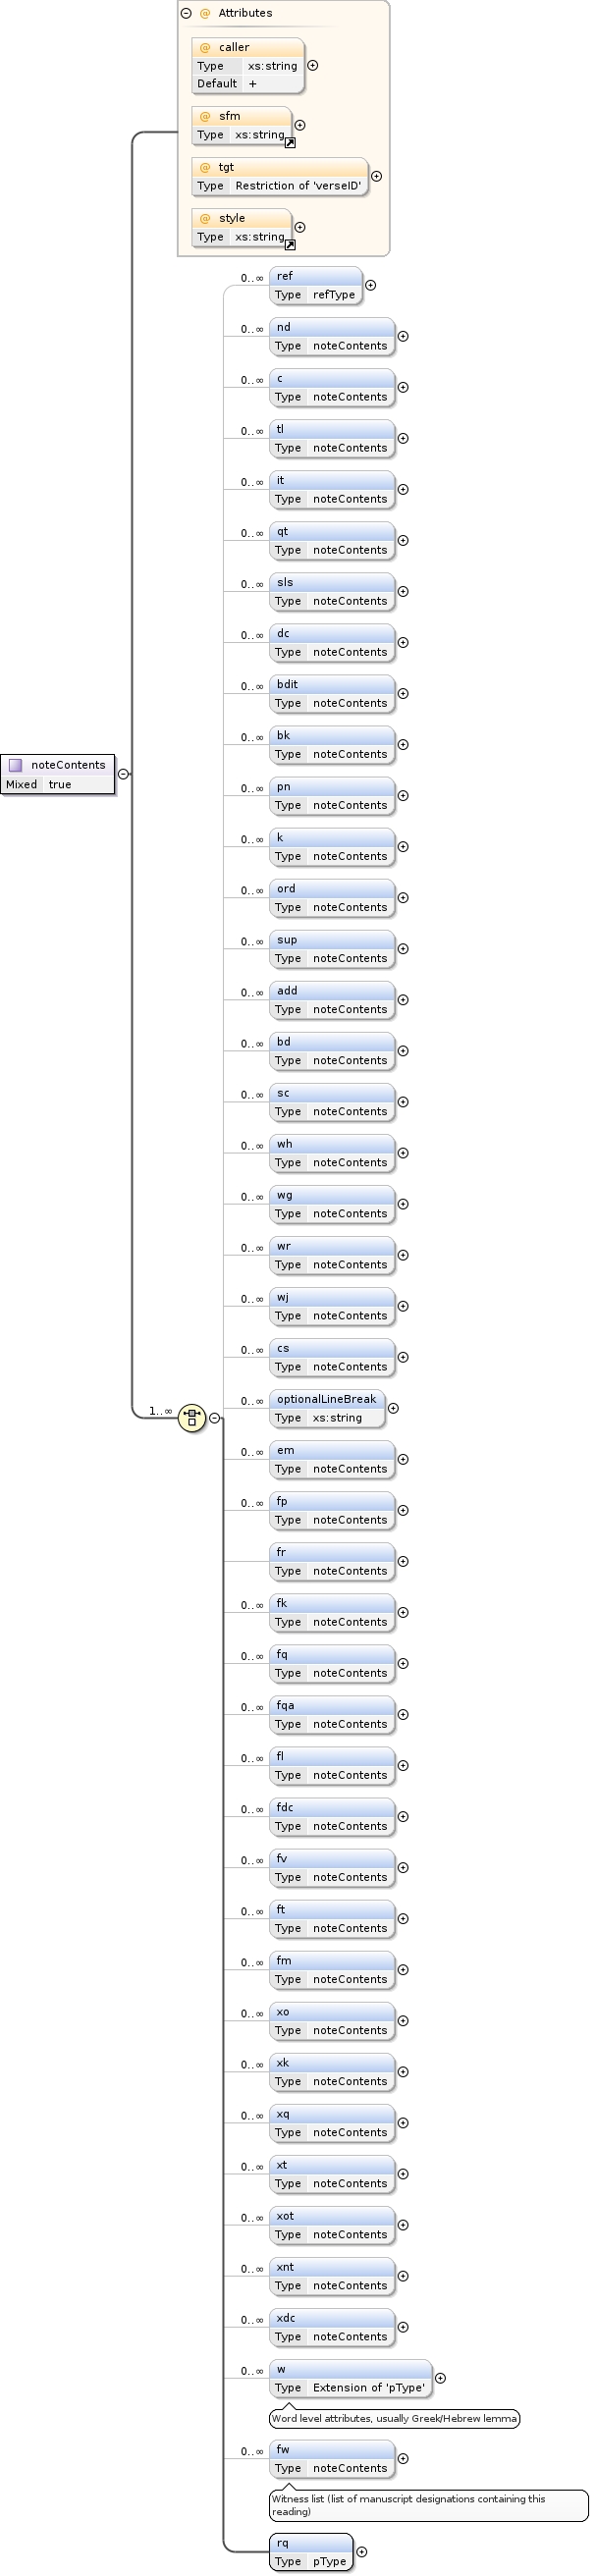 Attributes
@ caller
Type xs:string
Default +
@ sfm
Type xs:string
@ tgt
Type Restriction of 'verseID'
@ style
Type xs:string
0..∞ ref
Type refType
0..∞ nd
Type noteContents
0..∞ c
Type noteContents
0..∞ tl
Type noteContents
0..∞ it
Type noteContents
0..∞ qt
Type noteContents
0..∞ sls
Type noteContents
0..∞ dc
Type noteContents
0..∞ bdit
Type noteContents
0..∞ bk
Type noteContents
noteContents
Mixed true
0..∞ pn
Type noteContents
0..∞ k
Type noteContents
0..∞ ord
Type noteContents
0..∞ sup
Type noteContents
0..∞ add
Type noteContents
0..∞ bd
Type noteContents
0..∞ sc
Type noteContents
0..∞ wh
Type noteContents
0..∞ wg
Type noteContents
0..∞ wr
Type noteContents
0..∞ wj
Type noteContents
0..∞ cs
Type noteContents
0..∞ optionalLineBreak
Type xs:string
1..∞
0..∞ em
Type noteContents
0..∞ fp
Type noteContents
fr
Type noteContents
0..∞ fk
Type noteContents
0..∞ fq
Type noteContents
0..∞ fqa
Type noteContents
0..∞ fl
Type noteContents
0..∞ fdc
Type noteContents
0..∞ fv
Type noteContents
0..∞ ft
Type noteContents
0..∞ fm
Type noteContents
0..∞ xo
Type noteContents
0..∞ xk
Type noteContents
0..∞ xq
Type noteContents
0..∞ xt
Type noteContents
0..∞ xot
Type noteContents
0..∞ xnt
Type noteContents
0..∞ xdc
Type noteContents
0..∞ w
Type Extension of 'pType'
Word level attributes, usually Greek/Hebrew lemma
0..∞ fw
Type noteContents
Witness list (list of manuscript designations containing this
reading)
rq
Type pType